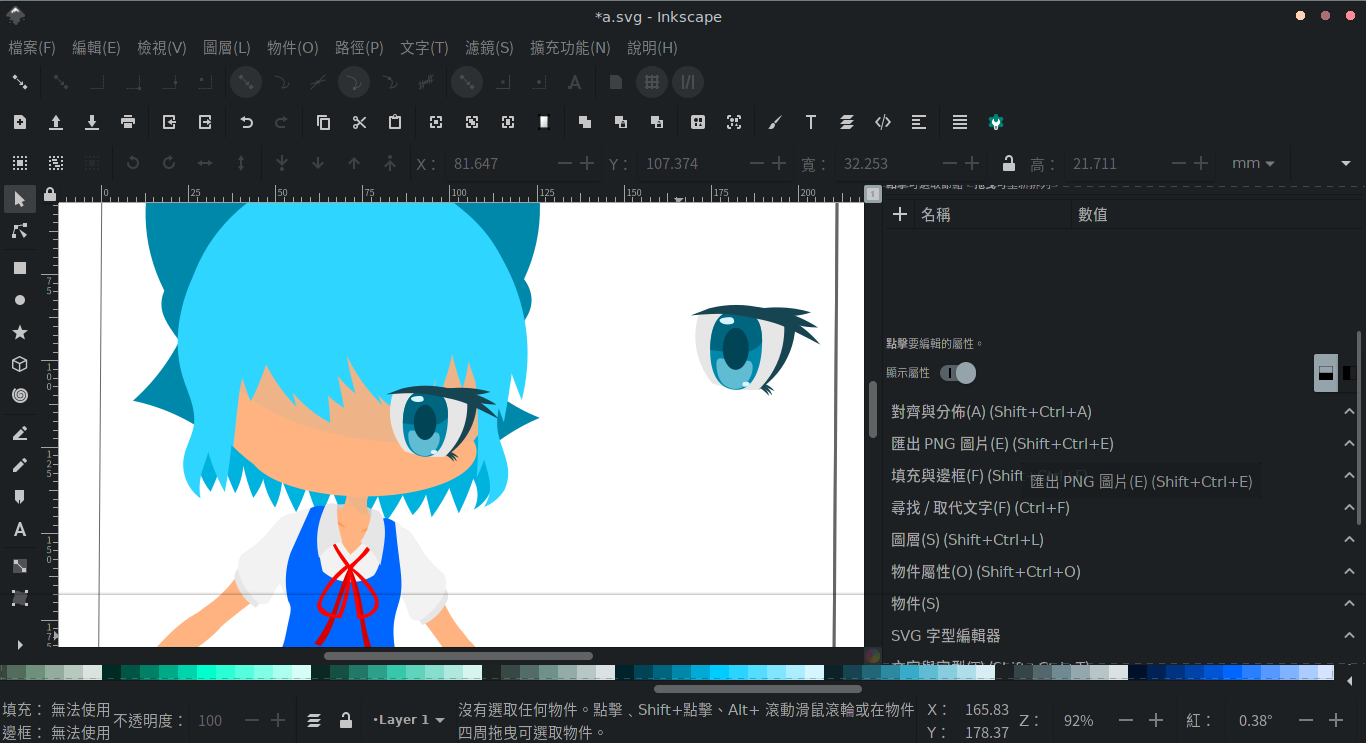 *a.svg - Inkscape
檔案(F) 編輯(E) 檢視(V) 圖層(L) 物件(O) 路徑(P) 文字(T) 濾鏡(S) 擴充功能(N) 說明(H)
X： 81.647 Y： 107.374 寬： 32.253 高： 21.711 mm
0 25 50 75 100 125 150 175 200
1
75
100
125
150
名稱 數值
點擊要編輯的屬性。
顯示屬性
對齊與分佈(A) (Shift+Ctrl+A)
匯出 PNG 圖片(E) (Shift+Ctrl+E)
填充與邊框(F) (Shift
匯出 PNG 圖片(E) (Shift+Ctrl+E)
尋找 / 取代文字(F) (Ctrl+F)
圖層(S) (Shift+Ctrl+L)
物件屬性(O) (Shift+Ctrl+O)
物件(S)
SVG 字型編輯器
填充： 無法使用
邊框： 無法使用
不透明度： 100
•Layer 1
沒有選取任何物件。點擊﹑Shift+點擊、Alt+ 滾動滑鼠滾輪或在物件
四周拖曳可選取物件。
X： 165.83
Y： 178.37
Z： 92%
紅： 0.38°